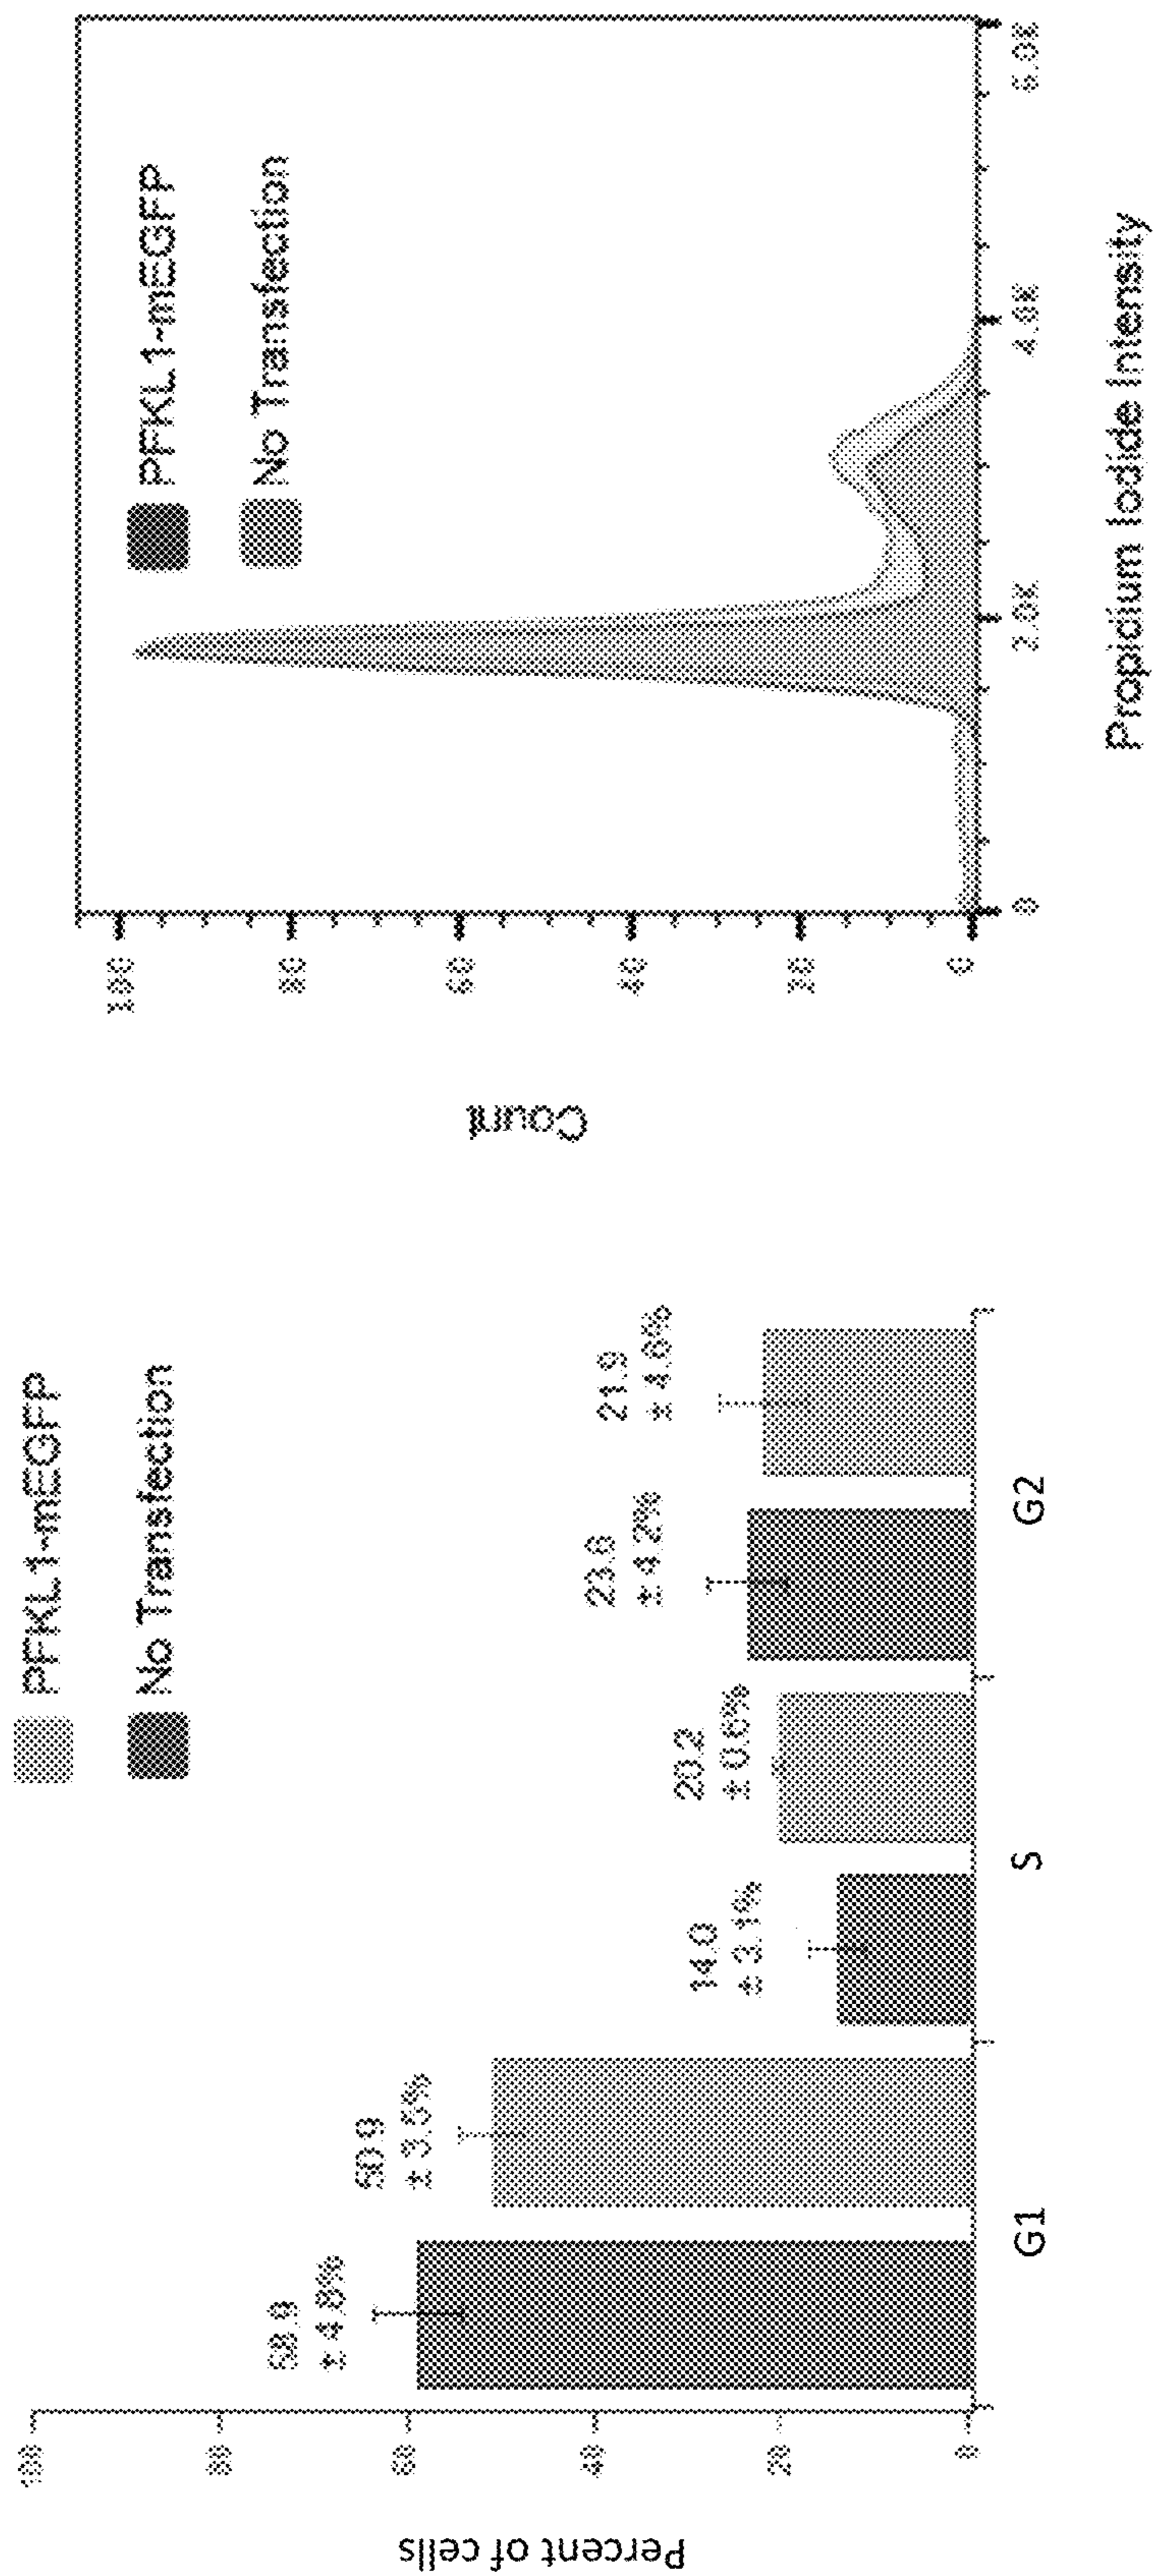 PFKL1-mEGFP
No Transfection
Percent of cells
100
80
60
40
20
0
58.9
± 4.8%
50.9
± 3.5%
14.0
± 3.1%
20.2
± 0.6%
23.8
± 4.2%
21.9
± 4.8%
G1
S
G2
PFKL1-mEGFP
No Transfection
Count
100
80
60
40
20
0
0
2.0K
4.0K
6.0K
Propidium Iodide Intensity